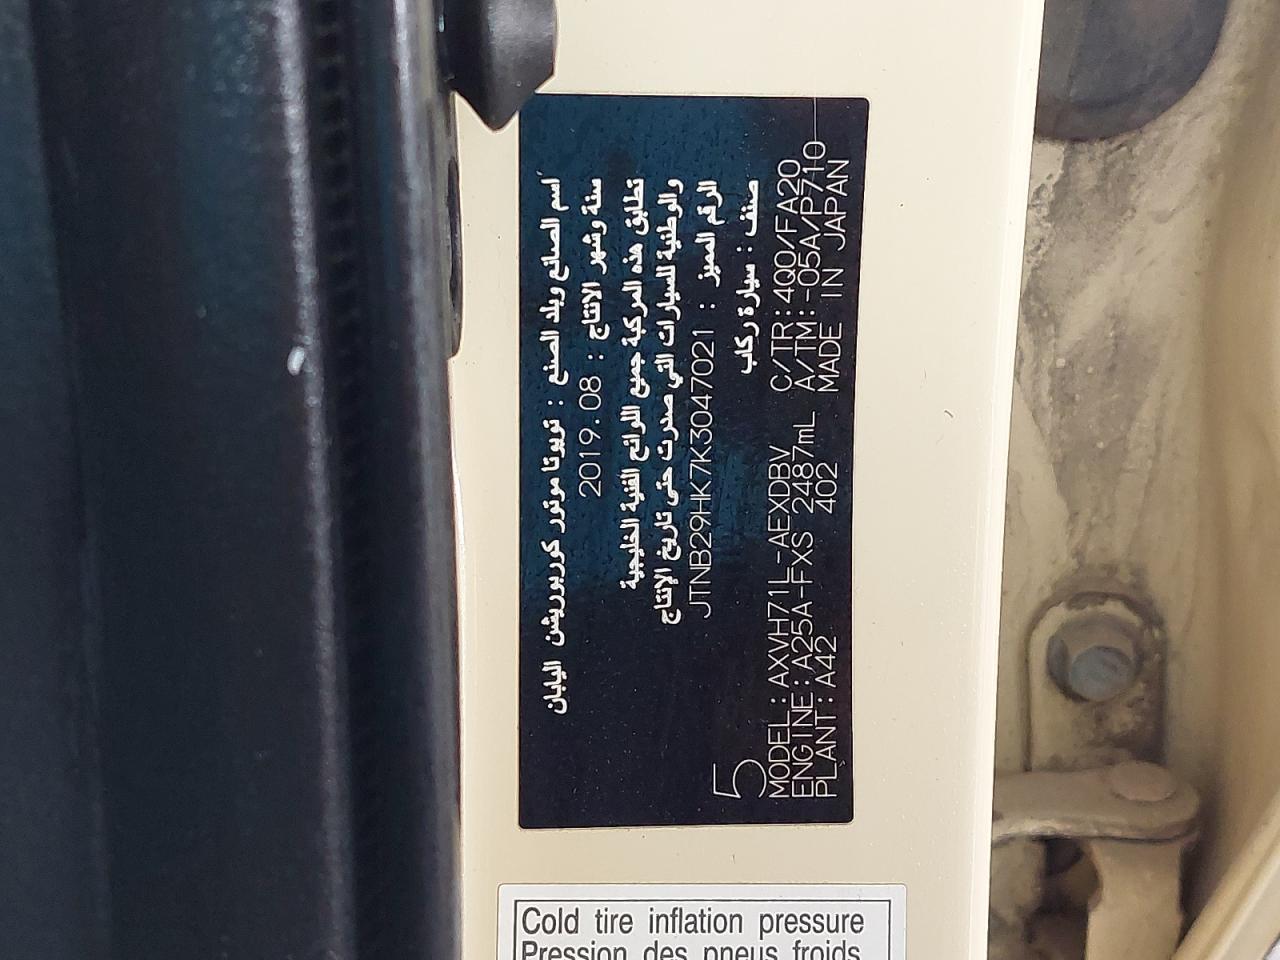 اسم الصانع وبلد الصنع : تويوتا موتور كوربوريشن اليابان
سنة وشهر الانتاج : 2019.08
تطابق هذه المركبة جميع اللوائح الفنية الخليجية
والوطنية للسيارات التي صدرت حتى تاريخ الإنتاج
الرقم المميز : JTNB29HK7K3047021
صنف : سيارة ركاب
5
MODEL : AXVH71L-AEXDBV C/TR:4Q0/FA20
ENGINE:A25A-FXS 2487mL A/TM:-05A/P710
PLANT:A42 402 MADE IN JAPAN
Cold tire inflation pressure
Pression des pneus froids